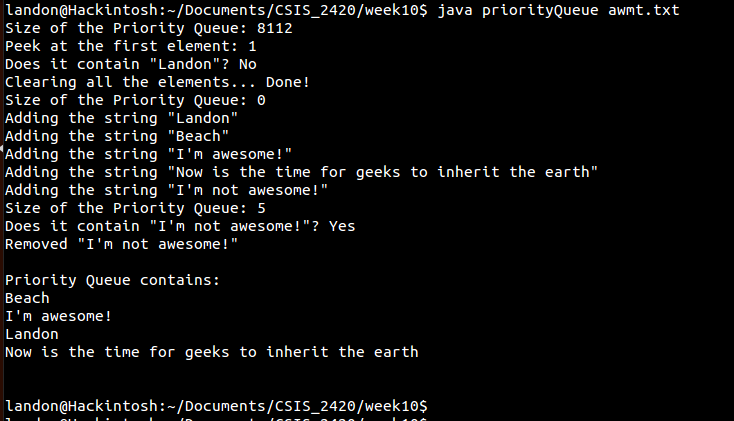 landon@Hackintosh:~/Documents/CSIS_2420/week10$ java priorityQueue awmt.txt
Size of the Priority Queue: 8112
Peek at the first element: 1
Does it contain "Landon"? No
Clearing all the elements... Done!
Size of the Priority Queue: 0
Adding the string "Landon"
Adding the string "Beach"
Adding the string "I'm awesome!"
Adding the string "Now is the time for geeks to inherit the earth"
Adding the string "I'm not awesome!"
Size of the Priority Queue: 5
Does it contain "I'm not awesome!"? Yes
Removed "I'm not awesome!"
Priority Queue contains:
Beach
I'm awesome!
Landon
Now is the time for geeks to inherit the earth
landon@Hackintosh:~/Documents/CSIS_2420/week10$
landon@Hackintosh:~/Documents/CSIS_2420/week10$